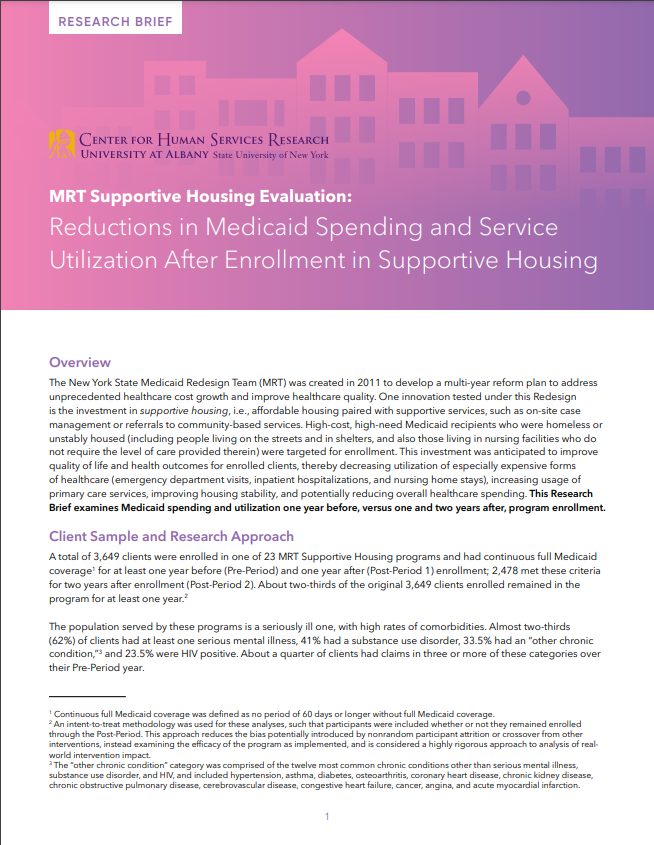 RESEARCH BRIEF
CENTER FOR HUMAN SERVICES RESEARCH
UNIVERSITY AT ALBANY State University of New York
MRT Supportive Housing Evaluation:
Reductions in Medicaid Spending and Service
Utilization After Enrollment in Supportive Housing
Overview
The New York State Medicaid Redesign Team (MRT) was created in 2011 to develop a multi-year reform plan to address
unprecedented healthcare cost growth and improve healthcare quality. One innovation tested under this Redesign
is the investment in supportive housing, i.e., affordable housing paired with supportive services, such as on-site case
management or referrals to community-based services. High-cost, high-need Medicaid recipients who were homeless or
unstably housed (including people living on the streets and in shelters, and also those living in nursing facilities who do
not require the level of care provided therein) were targeted for enrollment. This investment was anticipated to improve
quality of life and health outcomes for enrolled clients, thereby decreasing utilization of especially expensive forms
of healthcare (emergency department visits, inpatient hospitalizations, and nursing home stays), increasing usage of
primary care services, improving housing stability, and potentially reducing overall healthcare spending. This Research
Brief examines Medicaid spending and utilization one year before, versus one and two years after, program enrollment.
Client Sample and Research Approach
A total of 3,649 clients were enrolled in one of 23 MRT Supportive Housing programs and had continuous full Medicaid
coverage¹ for at least one year before (Pre-Period) and one year after (Post-Period 1) enrollment; 2,478 met these criteria
for two years after enrollment (Post-Period 2). About two-thirds of the original 3,649 clients enrolled remained in the
program for at least one year.²
The population served by these programs is a seriously ill one, with high rates of comorbidities. Almost two-thirds
(62%) of clients had at least one serious mental illness, 41% had a substance use disorder, 33.5% had an “other chronic
condition,”³ and 23.5% were HIV positive. About a quarter of clients had claims in three or more of these categories over
their Pre-Period year.
¹ Continuous full Medicaid coverage was defined as no period of 60 days or longer without full Medicaid coverage.
² An intent-to-treat methodology was used for these analyses, such that participants were included whether or not they remained enrolled
through the Post-Period. This approach reduces the bias potentially introduced by nonrandom participant attrition or crossover from other
interventions, instead examining the efficacy of the program as implemented, and is considered a highly rigorous approach to analysis of real-
world intervention impact.
³ The “other chronic condition” category was comprised of the twelve most common chronic conditions other than serious mental illness,
substance use disorder, and HIV, and included hypertension, asthma, diabetes, osteoarthritis, coronary heart disease, chronic kidney disease,
chronic obstructive pulmonary disease, cerebrovascular disease, congestive heart failure, cancer, angina, and acute myocardial infarction.
1